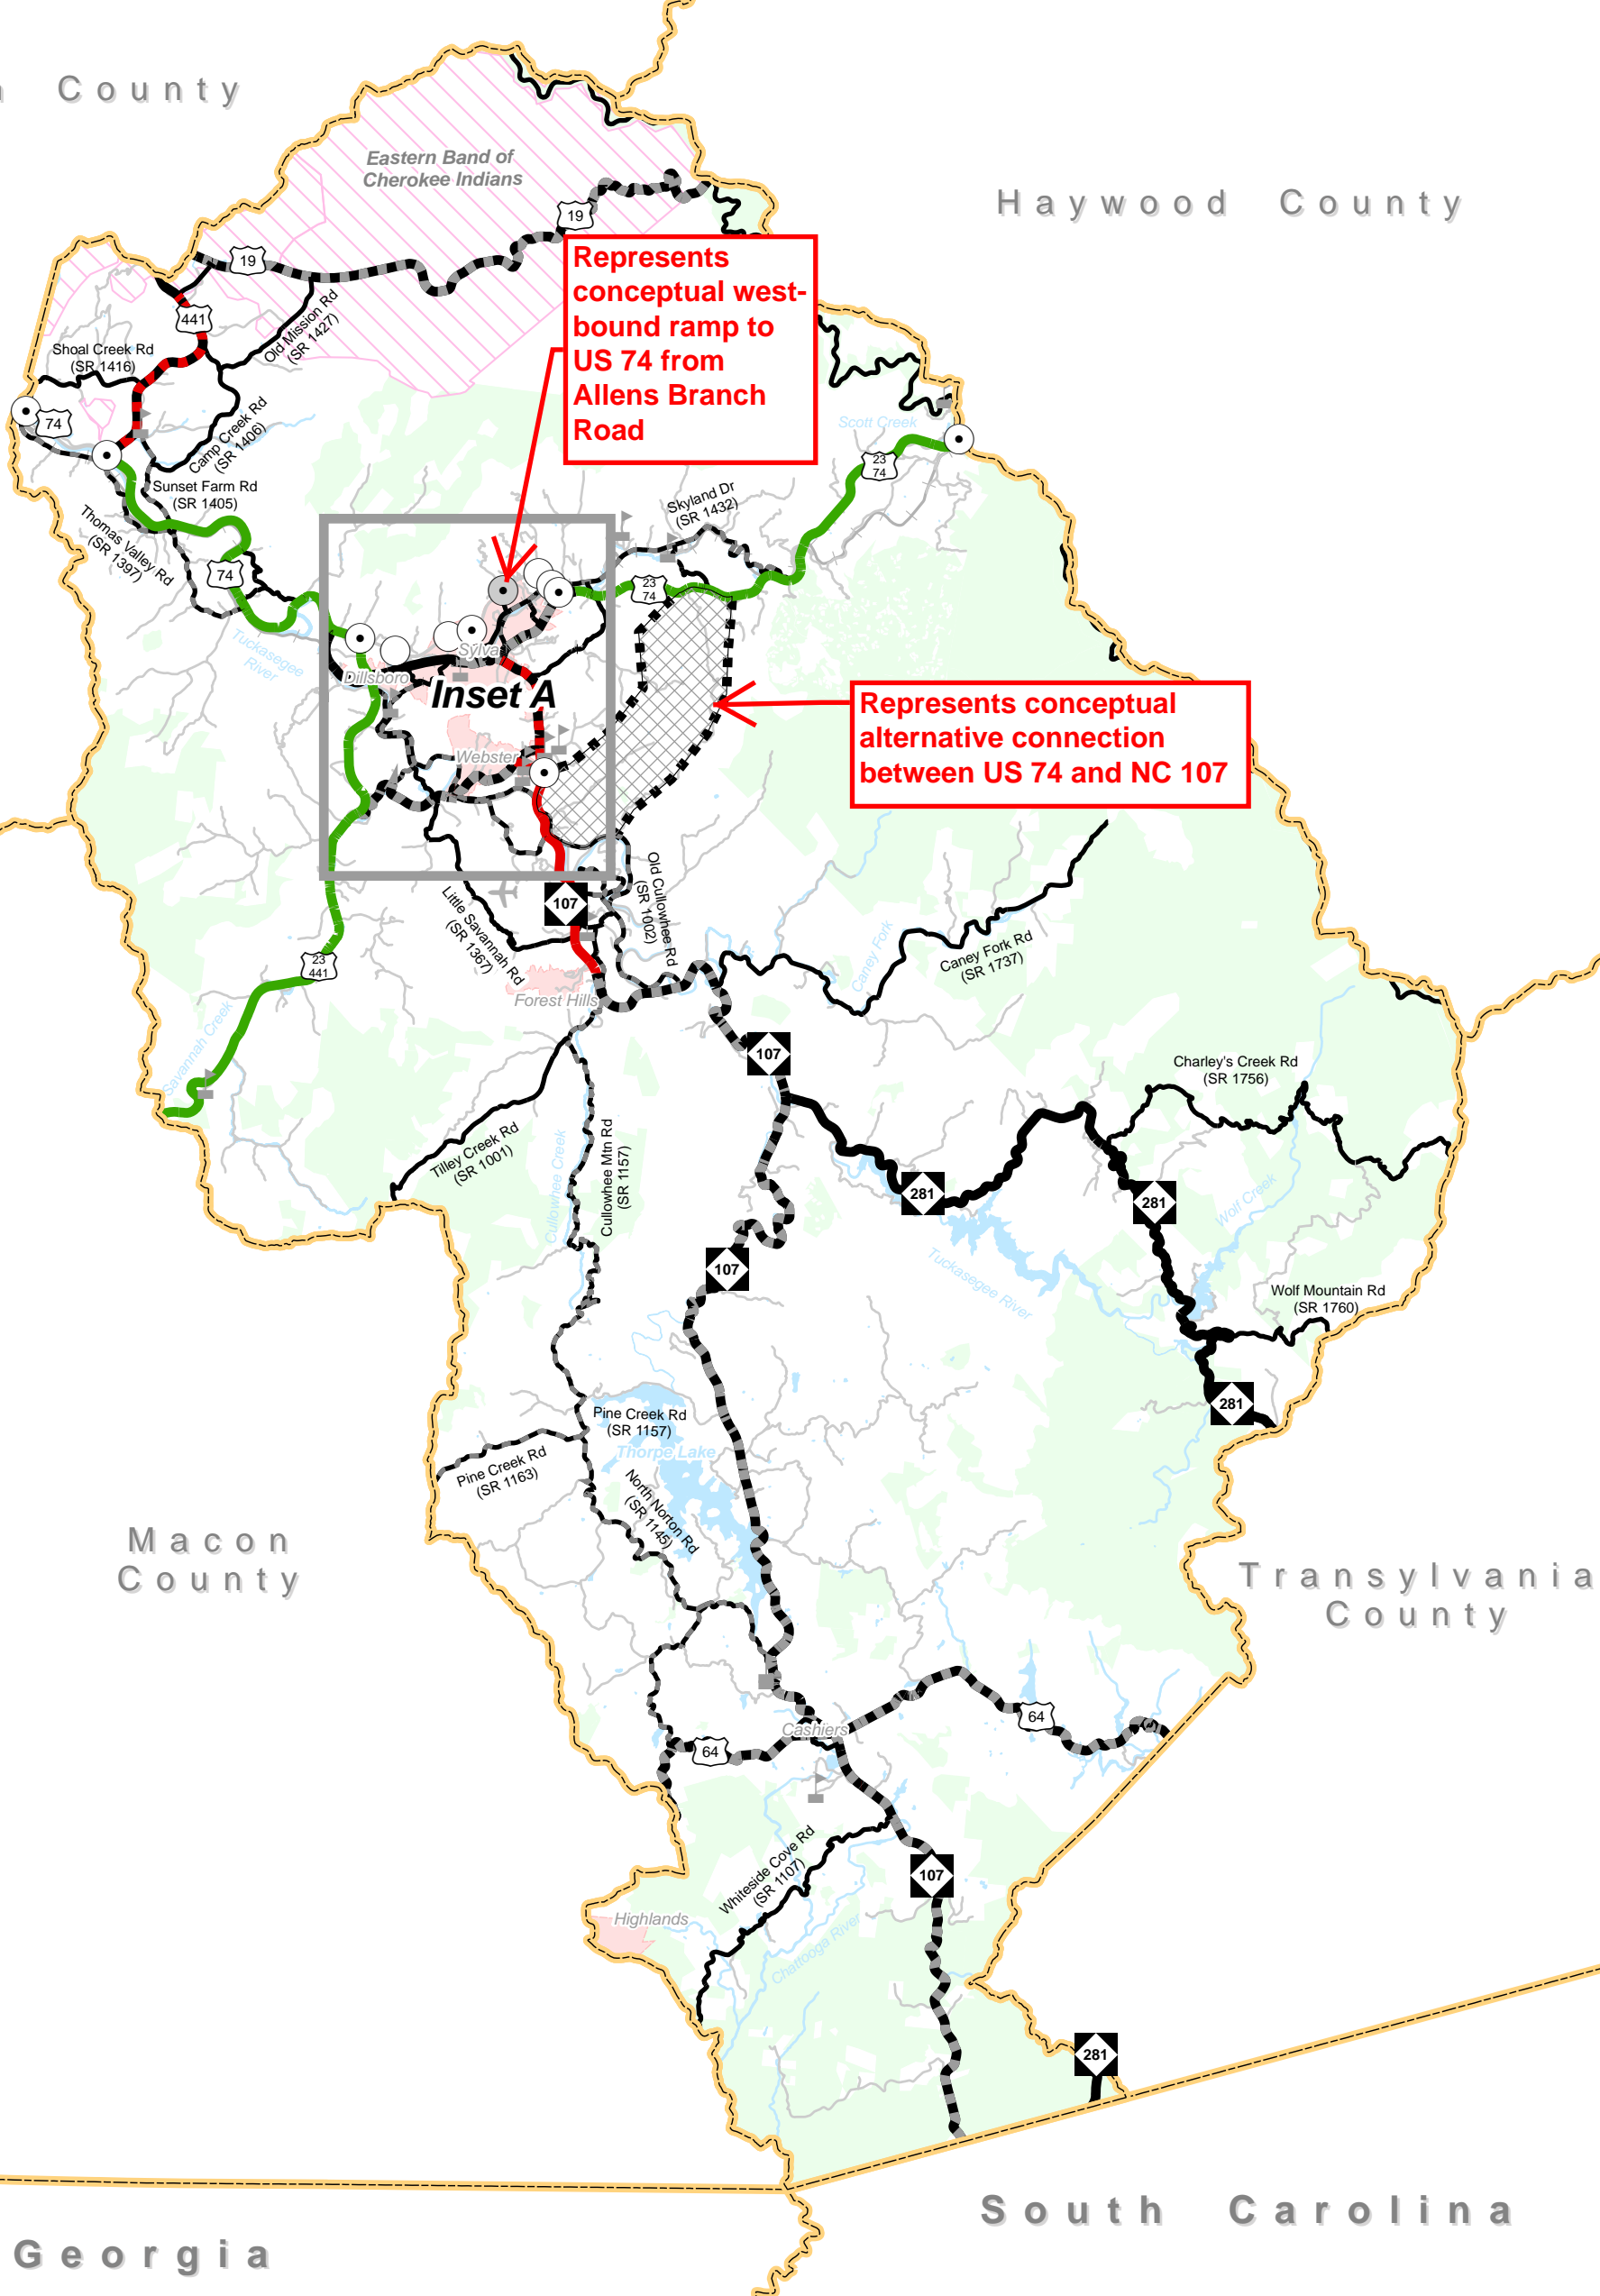 County
Haywood County
Eastern Band of
Cherokee Indians
19
19
441
Represents
conceptual west-
bound ramp to
US 74 from
Allens Branch
Road
Old Mission Rd
(SR 1427)
Shoal Creek Rd
(SR 1416)
74
Camp Creek Rd
(SR 1406)
Scott Creek
23
74
Sunset Farm Rd
(SR 1405)
Thomas Valley Rd
(SR 1397)
Skyland Dr
(SR 1432)
74
23
74
Tuckasegee
River
Sylva
Dillsboro
Inset A
Represents conceptual
alternative connection
between US 74 and NC 107
Webster
107
Old Cullowhee Rd
(SR 1002)
Little Savannah Rd
(SR 1367)
Caney Fork
Caney Fork Rd
(SR 1737)
23
441
Forest Hills
Savannah Creek
107
Charley's Creek Rd
(SR 1756)
Tilley Creek Rd
(SR 1001)
Cullowhee Creek
Cullowhee Mtn Rd
(SR 1157)
281
281
Wolf Creek
107
Tuckasegee River
Wolf Mountain Rd
(SR 1760)
281
Pine Creek Rd
(SR 1157)
Thorpe Lake
Pine Creek Rd
(SR 1163)
North Norton Rd
(SR 1145)
Macon
County
Transylvania
County
64
Cashiers
64
Whiteside Cove Rd
(SR 1107)
107
Highlands
Chattooga River
281
South Carolina
Georgia